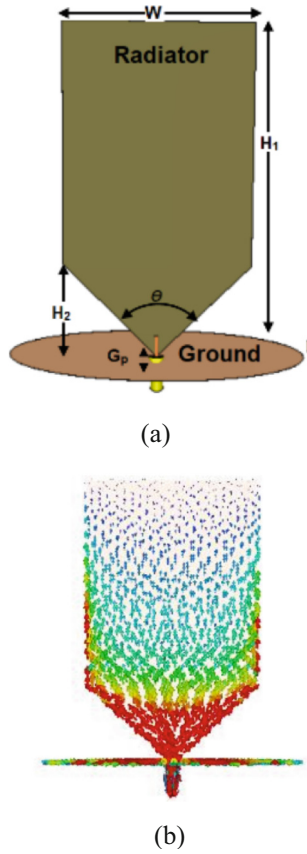 W
Radiator
H₁
H₂
θ
Gₚ
Ground
(a)
(b)